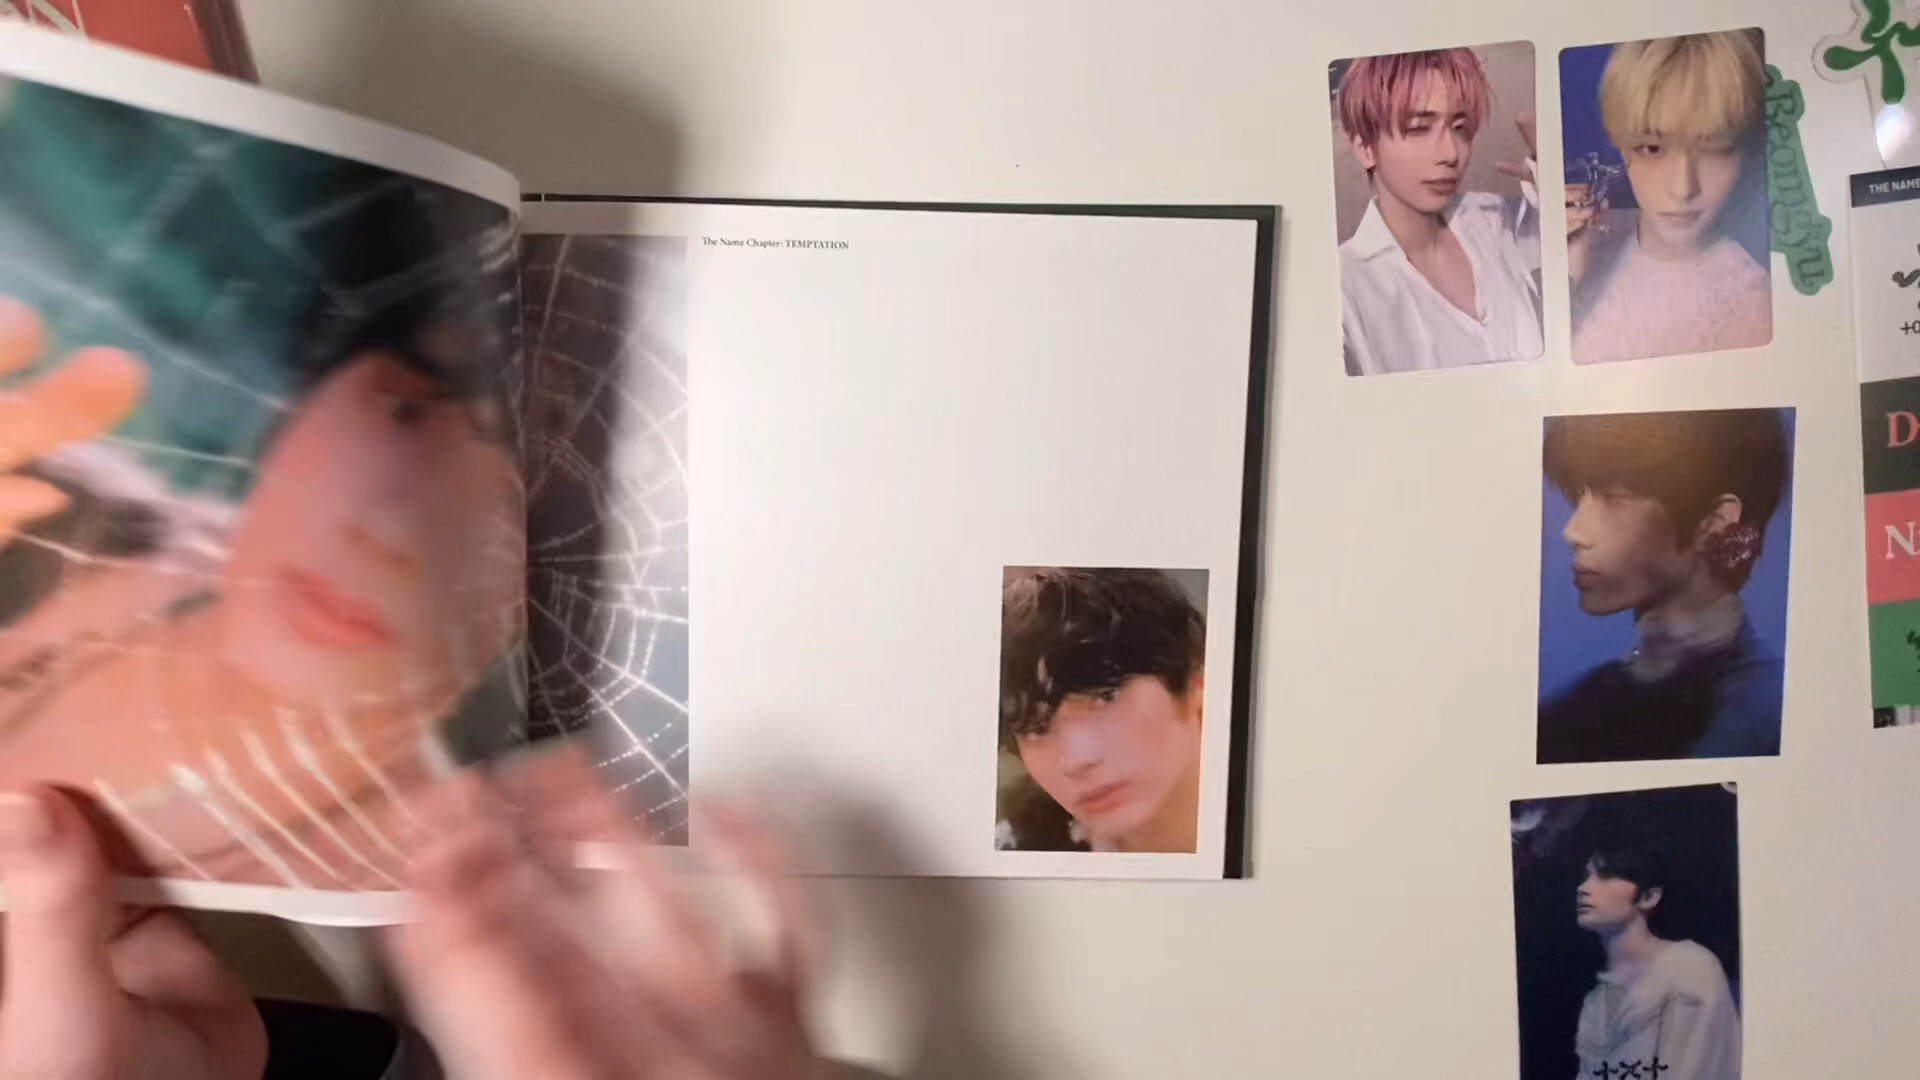 The Name Chapter: TEMPTATION
Beomgyu
THE NAME
D
N